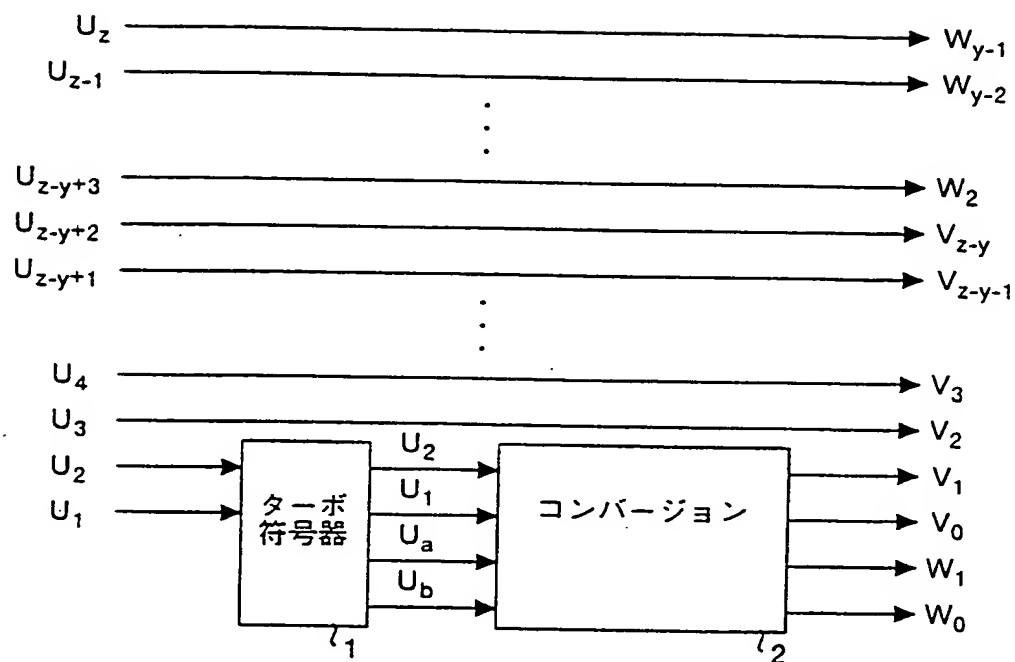 U_z W_{y-1}
U_{z-1} W_{y-2}
U_{z-y+3} W_2
U_{z-y+2} V_{z-y}
U_{z-y+1} V_{z-y-1}
U_4 V_3
U_3 V_2
U_2 U_2 V_1
U_1 ターボ符号器 U_1 コンバージョン V_0
U_a W_1
U_b W_0
1 2